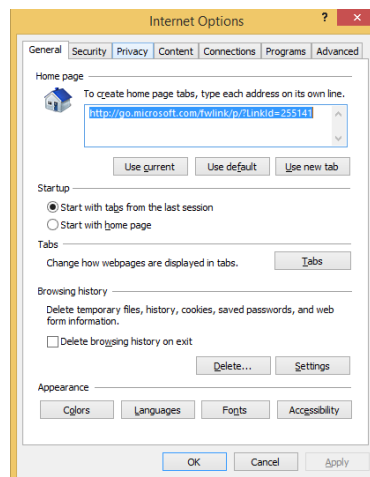 Internet Options
?
General Security Privacy Content Connections Programs Advanced
Home page
To create home page tabs, type each address on its own line.
http://go.microsoft.com/fwlink/p/?LinkId=255141
Use current Use default Use new tab
Startup
Start with tabs from the last session
Start with home page
Tabs
Change how webpages are displayed in tabs. Tabs
Browsing history
Delete temporary files, history, cookies, saved passwords, and web
form information.
Delete browsing history on exit
Delete... Settings
Appearance
Colors Languages Fonts Accessibility
OK Cancel Apply